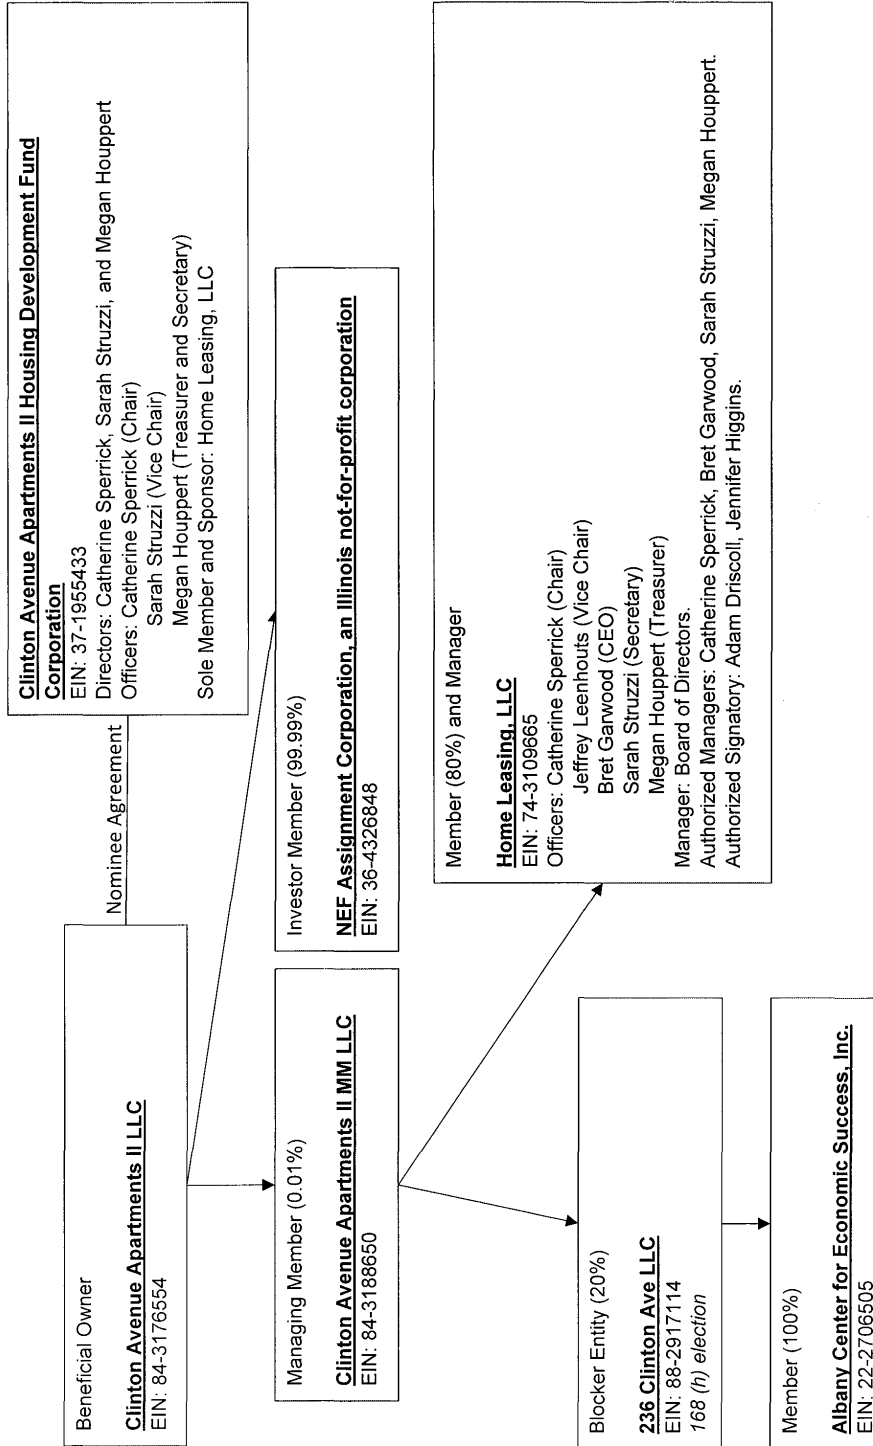 Beneficial Owner
Clinton Avenue Apartments II LLC
EIN: 84-3176554
Nominee Agreement
Clinton Avenue Apartments II Housing Development Fund
Corporation
EIN: 37-1955433
Directors: Catherine Sperrick, Sarah Struzzi, and Megan Houppert
Officers: Catherine Sperrick (Chair)
Sarah Struzzi (Vice Chair)
Megan Houppert (Treasurer and Secretary)
Sole Member and Sponsor: Home Leasing, LLC
Managing Member (0.01%)
Clinton Avenue Apartments II MM LLC
EIN: 84-3188650
Investor Member (99.99%)
NEF Assignment Corporation, an Illinois not-for-profit corporation
EIN: 36-4326848
Blocker Entity (20%)
236 Clinton Ave LLC
EIN: 88-2917114
168 (h) election
Member (80%) and Manager
Home Leasing, LLC
EIN: 74-3109665
Officers: Catherine Sperrick (Chair)
Jeffrey Leenhouts (Vice Chair)
Bret Garwood (CEO)
Sarah Struzzi (Secretary)
Megan Houppert (Treasurer)
Manager: Board of Directors.
Authorized Managers: Catherine Sperrick, Bret Garwood, Sarah Struzzi, Megan Houppert.
Authorized Signatory: Adam Driscoll, Jennifer Higgins.
Member (100%)
Albany Center for Economic Success, Inc.
EIN: 22-2706505